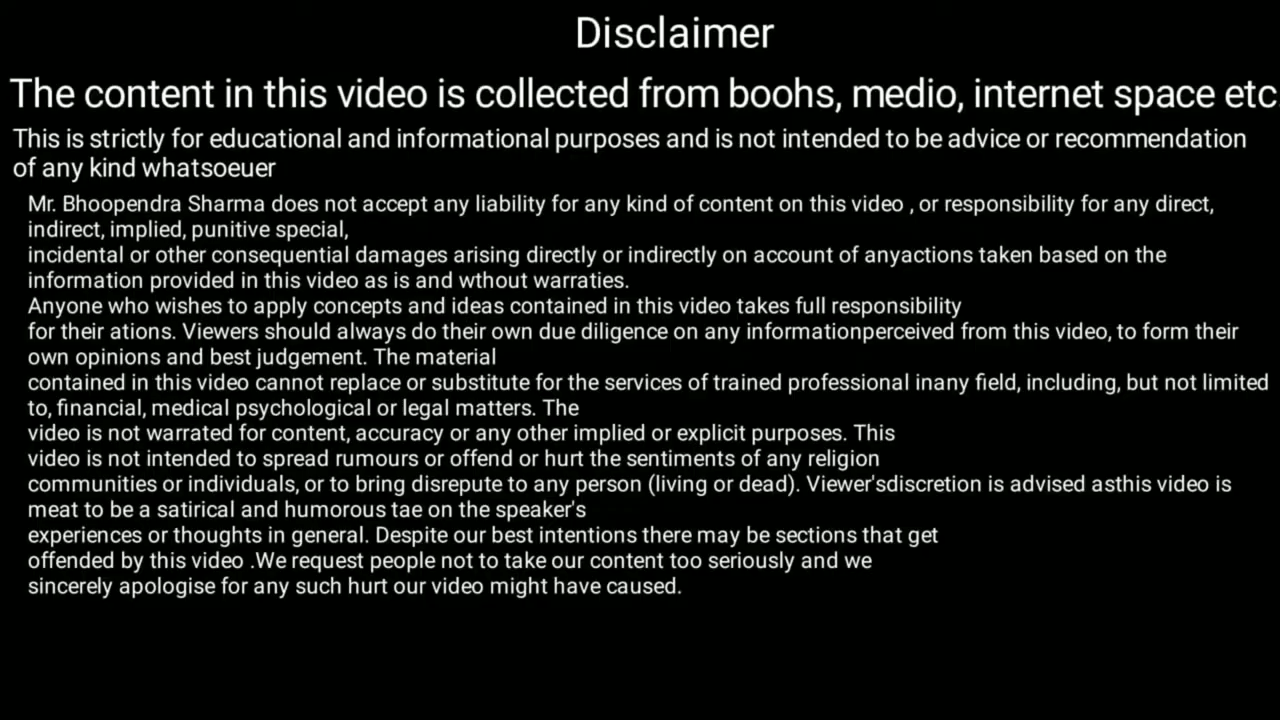 Disclaimer
The content in this video is collected from boohs, medio, internet space etc
This is strictly for educational and informational purposes and is not intended to be advice or recommendation
of any kind whatsoeuer
Mr. Bhoopendra Sharma does not accept any liability for any kind of content on this video , or responsibility for any direct,
indirect, implied, punitive special,
incidental or other consequential damages arising directly or indirectly on account of anyactions taken based on the
information provided in this video as is and wthout warraties.
Anyone who wishes to apply concepts and ideas contained in this video takes full responsibility
for their ations. Viewers should always do their own due diligence on any informationperceived from this video, to form their
own opinions and best judgement. The material
contained in this video cannot replace or substitute for the services of trained professional inany field, including, but not limited
to, financial, medical psychological or legal matters. The
video is not warrated for content, accuracy or any other implied or explicit purposes. This
video is not intended to spread rumours or offend or hurt the sentiments of any religion
communities or individuals, or to bring disrepute to any person (living or dead). Viewer'sdiscretion is advised asthis video is
meat to be a satirical and humorous tae on the speaker's
experiences or thoughts in general. Despite our best intentions there may be sections that get
offended by this video .We request people not to take our content too seriously and we
sincerely apologise for any such hurt our video might have caused.